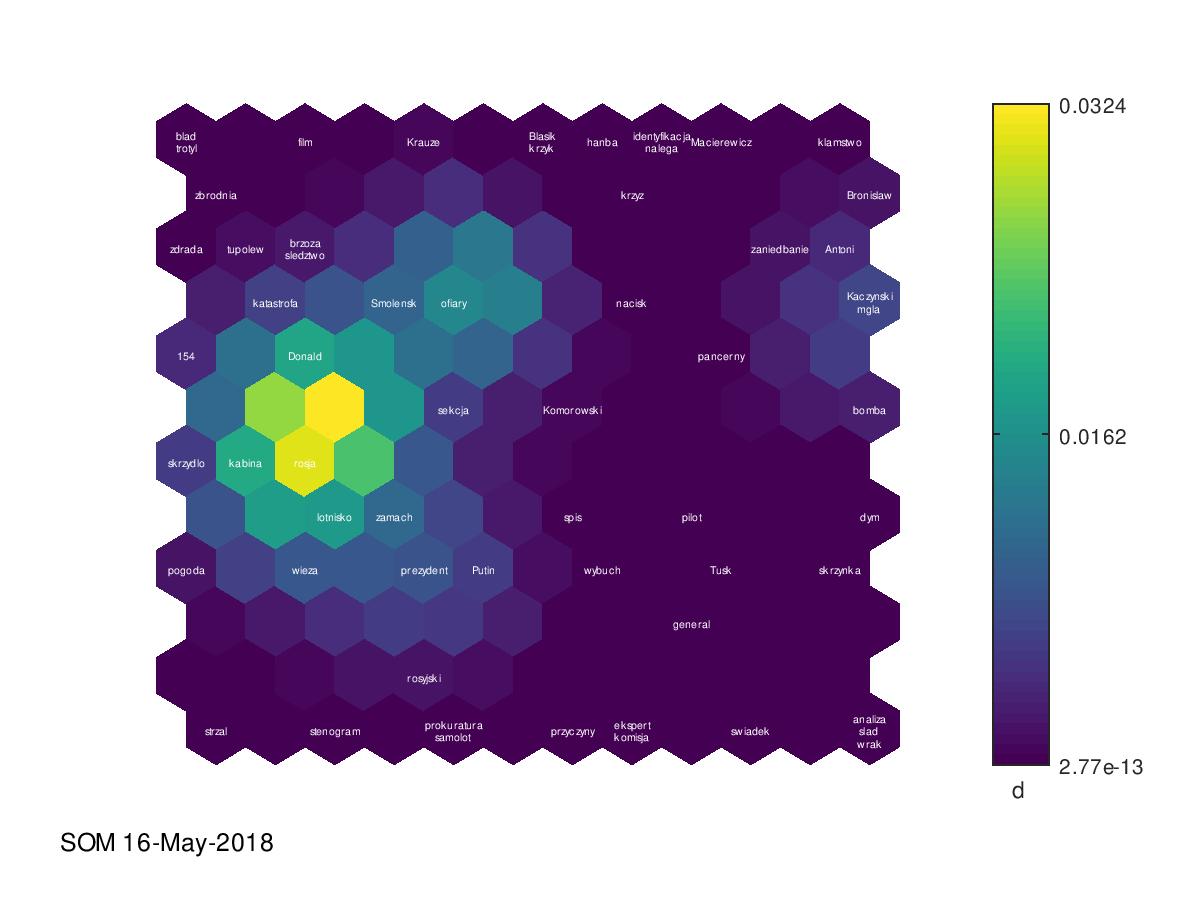 0.0324
blad
trotyl
film
Krauze
Blasik
krzyk
hanba
identyfikacja
nalega
Macierewicz
klamstwo
zbrodnia
krzyz
Bronislaw
zdrada
tupolew
brzoza
sledztwo
zaniedbanie
Antoni
katastrofa
Smolensk
ofiary
nacisk
Kaczynski
mgla
154
Donald
pancerny
sekcja
Komorowski
bomba
0.0162
skrzydlo
kabina
rosja
lotnisko
zamach
spis
pilot
dym
pogoda
wieza
prezydent
Putin
wybuch
Tusk
skrzynka
general
rosyjski
strzal
stenogram
prokuratura
samolot
przyczyny
ekspert
komisja
swiadek
analiza
slad
wrak
2.77e-13
d
SOM 16-May-2018